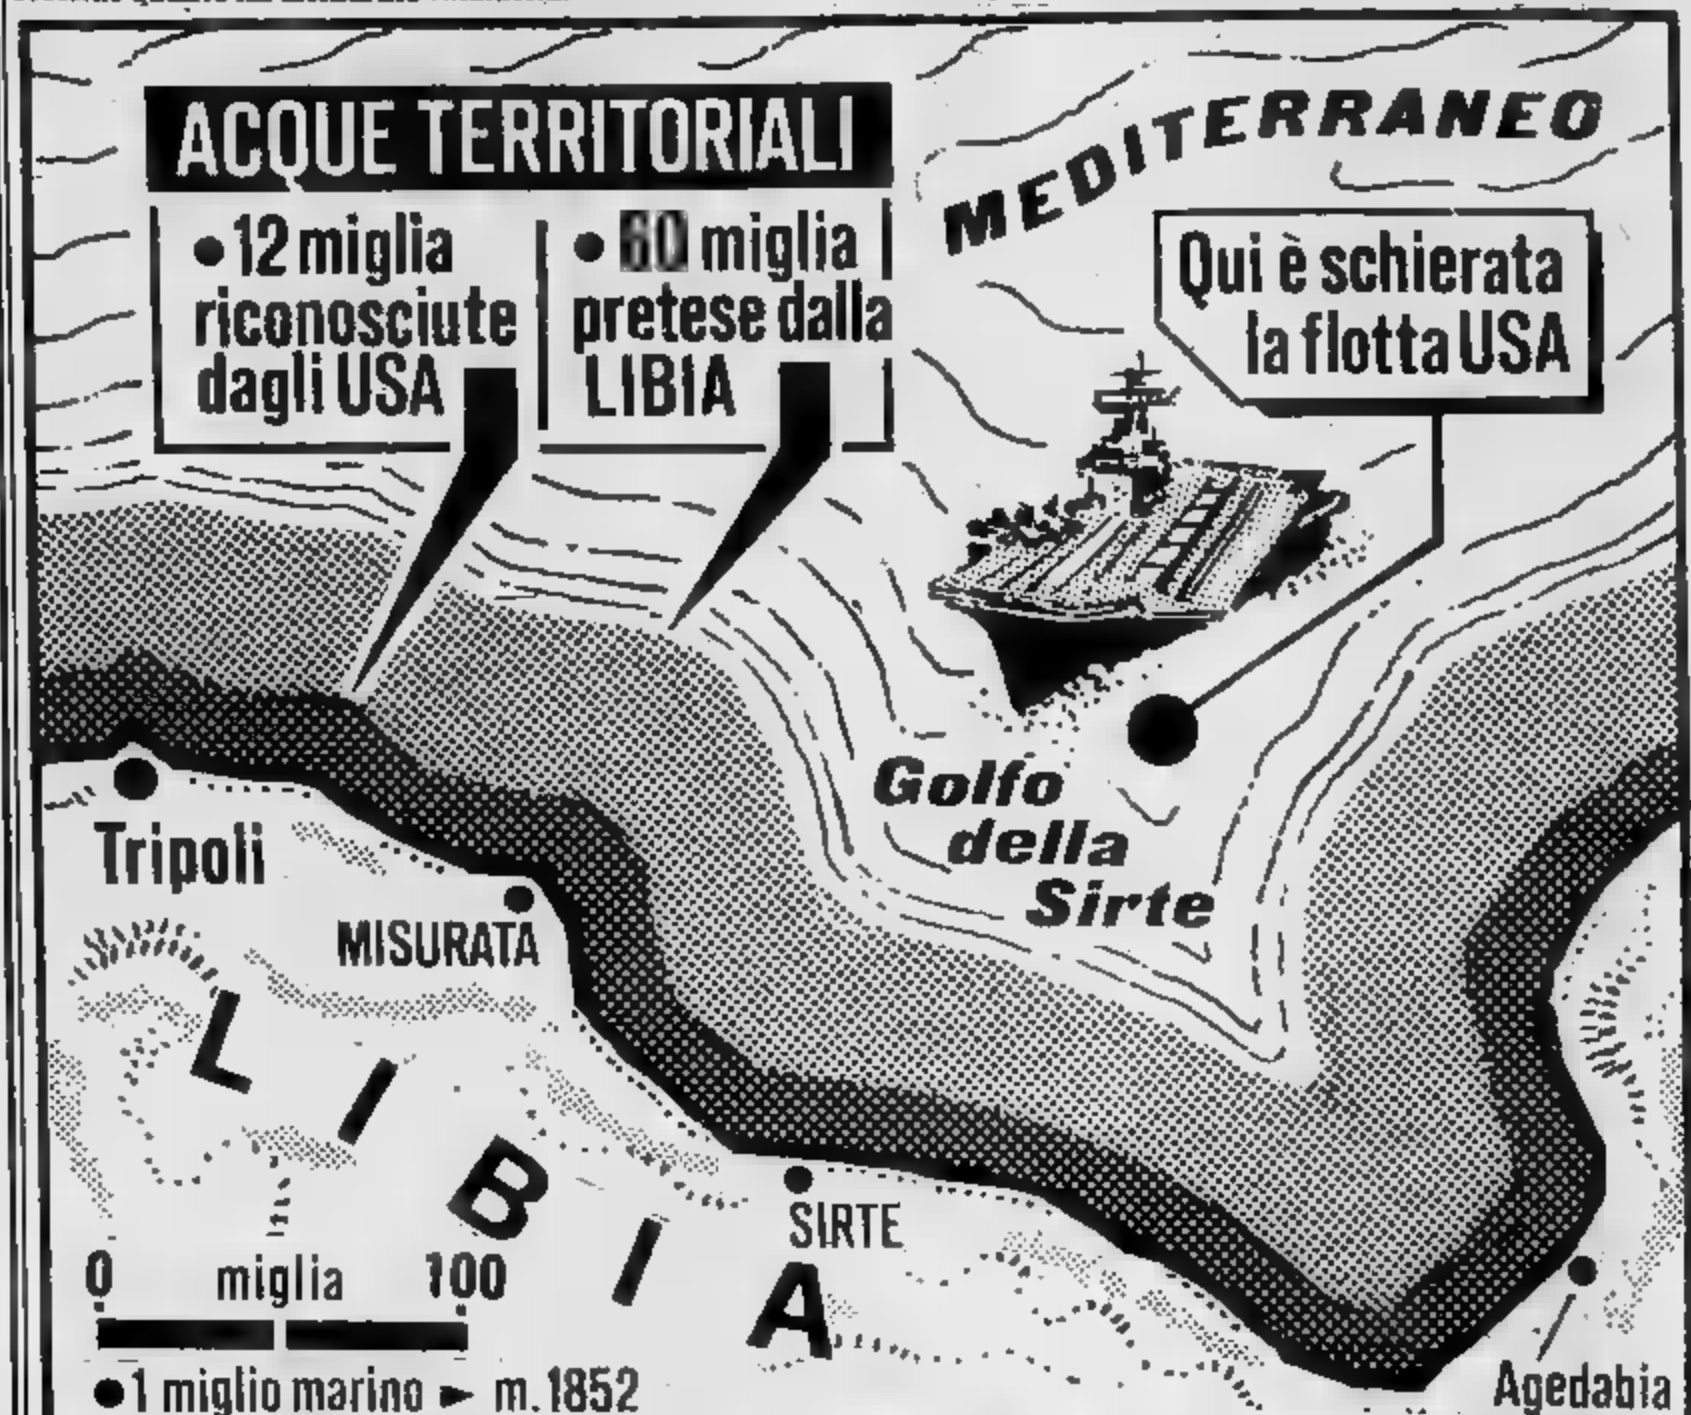 ACQUE TERRITORIALI
• 12 miglia
riconosciute
dagli USA
• miglia
pretese dalla
LIBIA
MEDITERRANEO
Qui è schierata
la flotta USA
Golfo
della
Sirte
Tripoli
MISURATA
LIBIA
SIRTE
Agedabia
0 miglia 100
• 1 miglio marino ► m. 1852